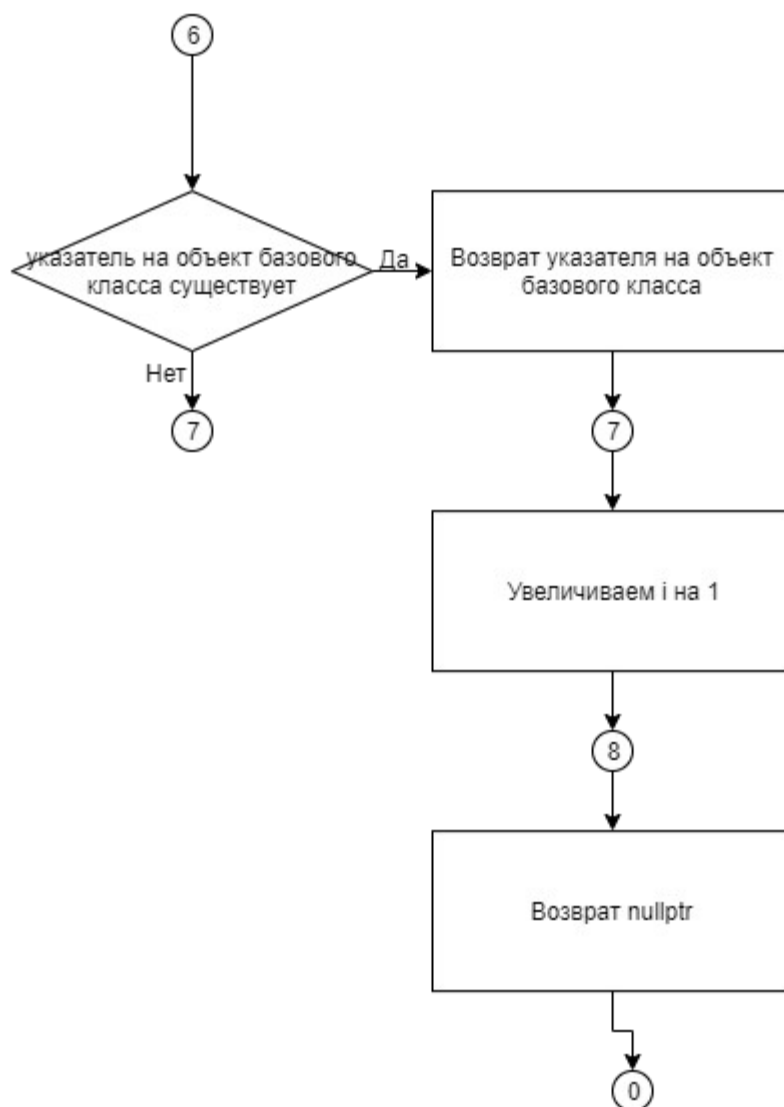 6
указатель на объект базового
класса существует
Да
Возврат указателя на объект
базового класса
Нет
7
7
Увеличиваем i на 1
8
Возврат nullptr
0